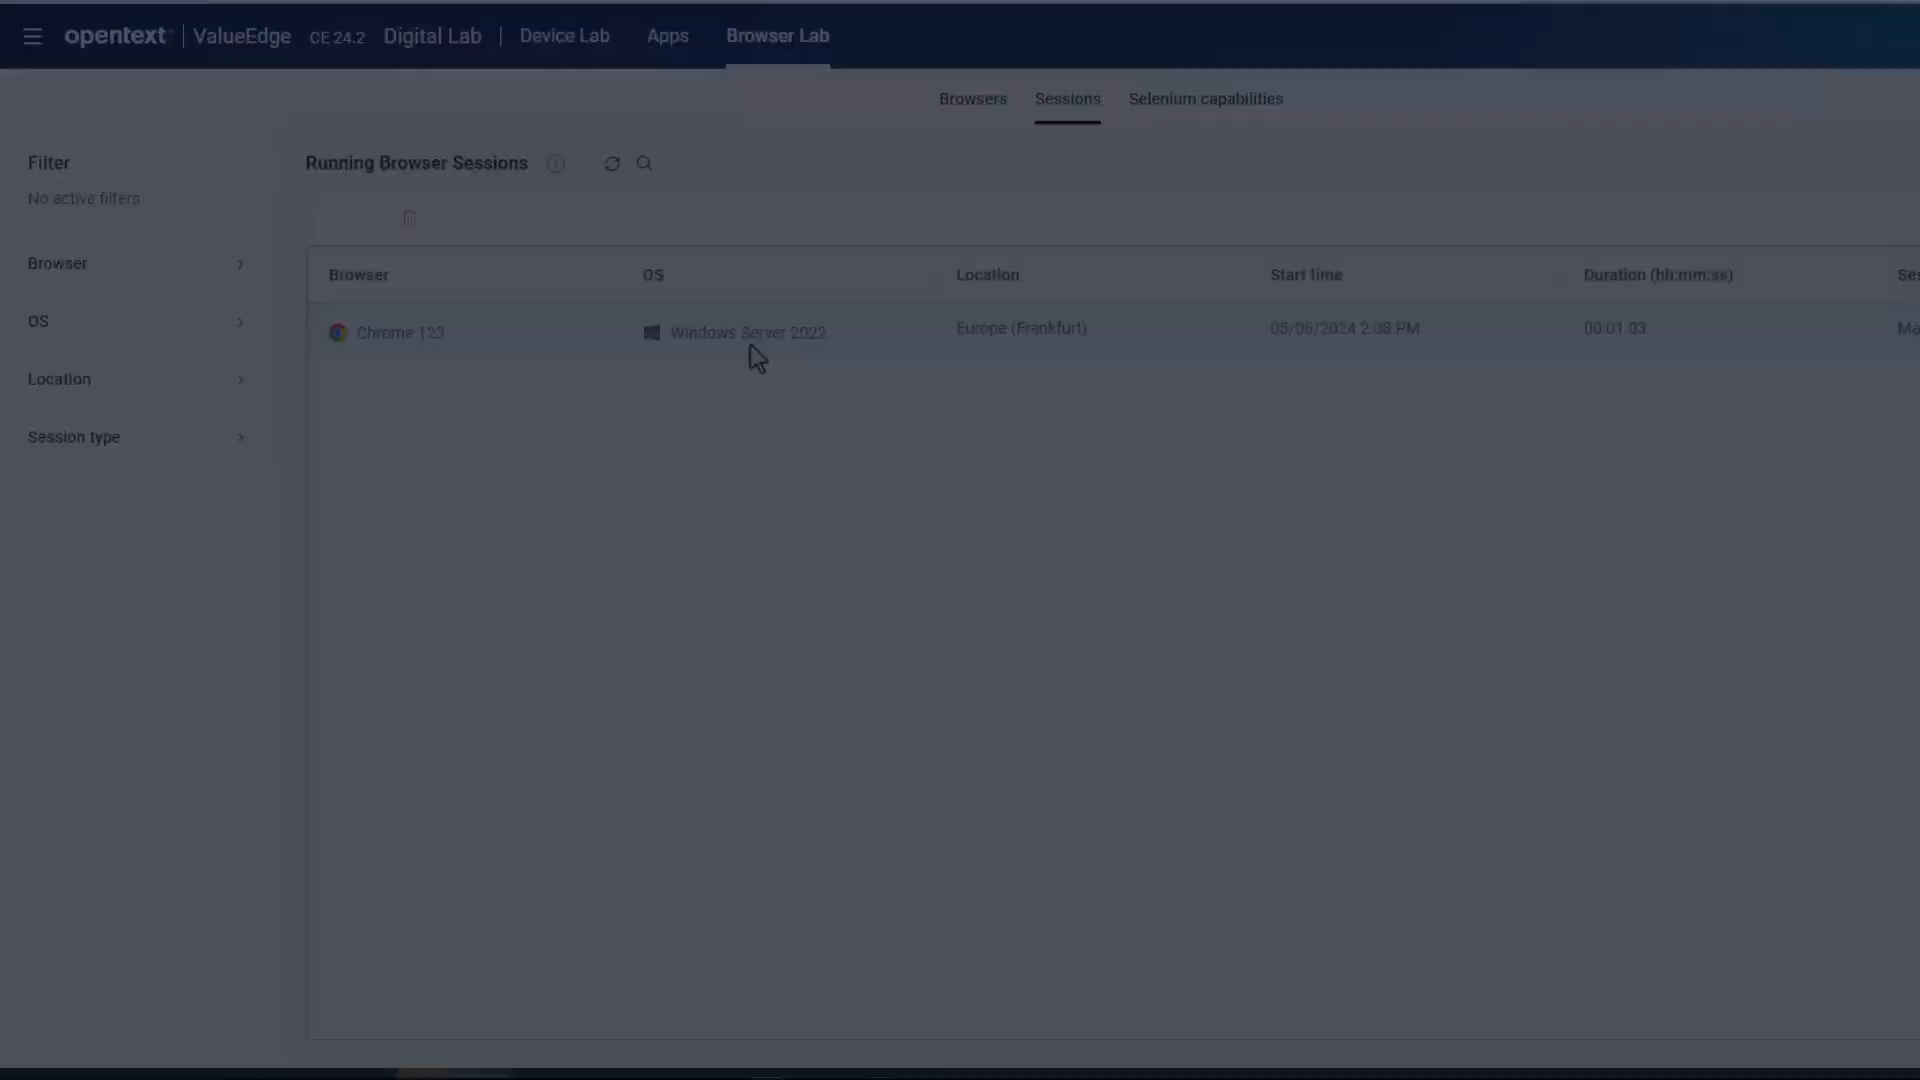 opentext | ValueEdge CE 24.2 Digital Lab | Device Lab Apps Browser Lab
Browsers Sessions Selenium capabilities
Filter
No active filters
Browser
OS
Location
Session type
Running Browser Sessions
Browser OS Location Start time Duration (hh:mm:ss) Ses
Chrome 123 Windows Server 2022 Europe (Frankfurt) 05/06/2024 2:08 PM 00:01:03 Ma